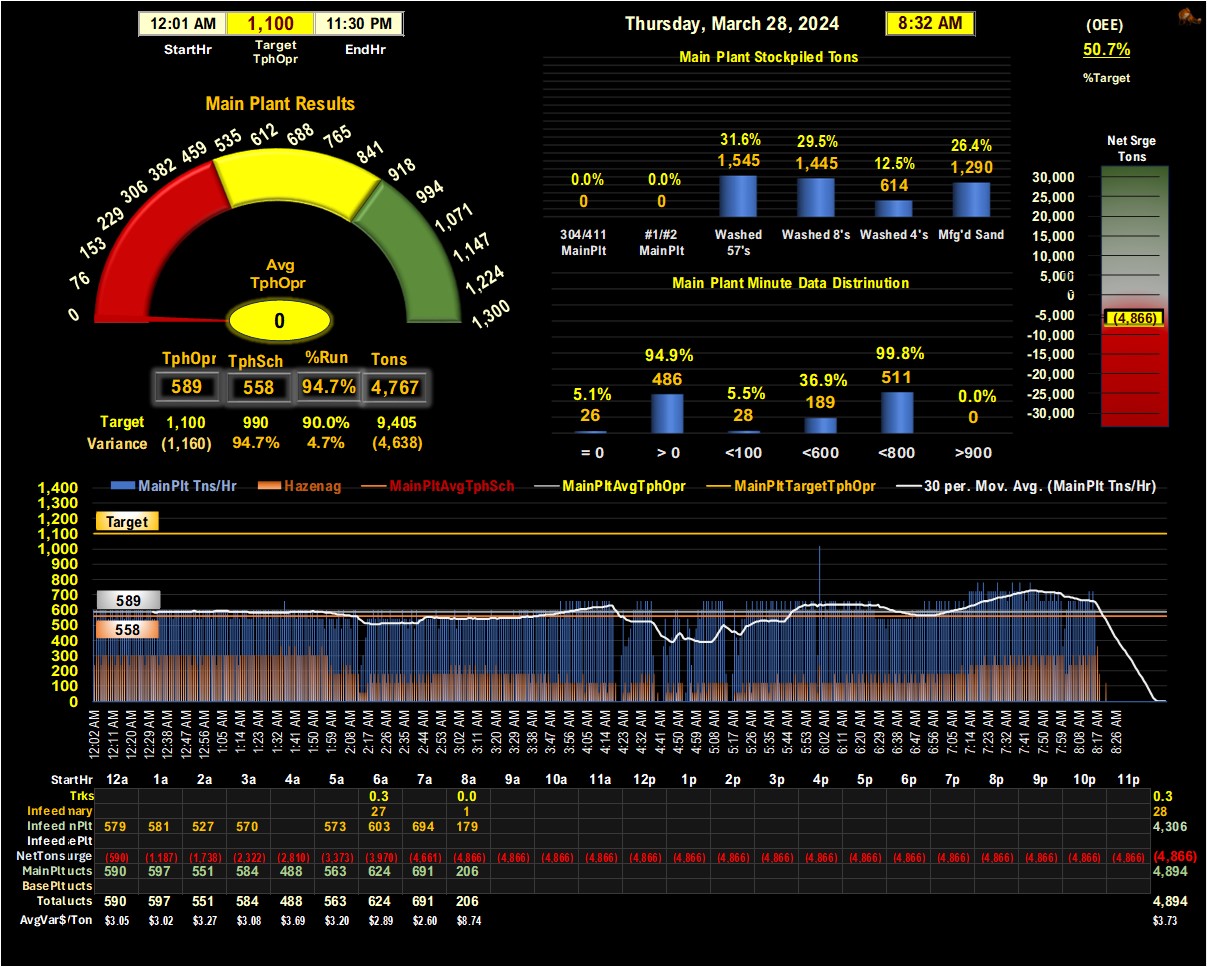 12:01 AM 1,100 11:30 PM
StartHr Target TphOpr EndHr
Thursday, March 28, 2024 8:32 AM
(OEE)
50.7%
%Target
Main Plant Results
0 76 153 229 306 382 459 535 612 688 765 841 918 994 1,071 1,147 1,224 1,300
Avg
TphOpr
0
TphOpr TphSch %Run Tons
589 558 94.7% 4,767
Target 1,100 990 90.0% 9,405
Variance (1,160) 94.7% 4.7% (4,638)
Main Plant Stockpiled Tons
0.0% 0.0% 31.6% 29.5% 12.5% 26.4%
0 0 1,545 1,445 614 1,290
304/411 MainPlt #1/#2 MainPlt Washed 57's Washed 8's Washed 4's Mfg'd Sand
Main Plant Minute Data Distrinution
5.1% 94.9% 5.5% 36.9% 99.8% 0.0%
26 486 28 189 511 0
= 0 > 0 <100 <600 <800 >900
Net Srge
Tons
30,000
25,000
20,000
15,000
10,000
5,000
0
-5,000
(4,866)
-10,000
-15,000
-20,000
-25,000
-30,000
MainPlt Tns/Hr Hazenag MainPltAvgTphSch MainPltAvgTphOpr MainPltTargetTphOpr 30 per. Mov. Avg. (MainPlt Tns/Hr)
1,400
1,300
1,200
1,100
1,000
900
800
700
600
500
400
300
200
100
0
Target
589
558
12:02 AM 12:11 AM 12:20 AM 12:29 AM 12:38 AM 12:47 AM 12:56 AM 1:05 AM 1:14 AM 1:23 AM 1:32 AM 1:41 AM 1:50 AM 1:59 AM 2:08 AM 2:17 AM 2:26 AM 2:35 AM 2:44 AM 2:53 AM 3:02 AM 3:11 AM 3:20 AM 3:29 AM 3:38 AM 3:47 AM 3:56 AM 4:05 AM 4:14 AM 4:23 AM 4:32 AM 4:41 AM 4:50 AM 4:59 AM 5:08 AM 5:17 AM 5:26 AM 5:35 AM 5:44 AM 5:53 AM 6:02 AM 6:11 AM 6:20 AM 6:29 AM 6:38 AM 6:47 AM 6:56 AM 7:05 AM 7:14 AM 7:23 AM 7:32 AM 7:41 AM 7:50 AM 7:59 AM 8:08 AM 8:17 AM 8:26 AM
StartHr 12a 1a 2a 3a 4a 5a 6a 7a 8a 9a 10a 11a 12p 1p 2p 3p 4p 5p 6p 7p 8p 9p 10p 11p
Trks 0.3 0.0 0.3
Infeed nary 27 1 28
Infeed nPlt 579 581 527 570 573 603 694 179 4,306
Infeed ePlt
NetTons urge (590) (1,187) (1,738) (2,322) (2,810) (3,373) (3,970) (4,661) (4,866) (4,866) (4,866) (4,866) (4,866) (4,866) (4,866) (4,866) (4,866) (4,866) (4,866) (4,866) (4,866) (4,866) (4,866) (4,866) (4,866)
MainPlt ucts 590 597 551 584 488 563 624 691 206 4,894
BasePlt ucts
Total ucts 590 597 551 584 488 563 624 691 206 4,894
AvgVar$/Ton $3.05 $3.02 $3.27 $3.08 $3.69 $3.20 $2.89 $2.60 $8.74 $3.73